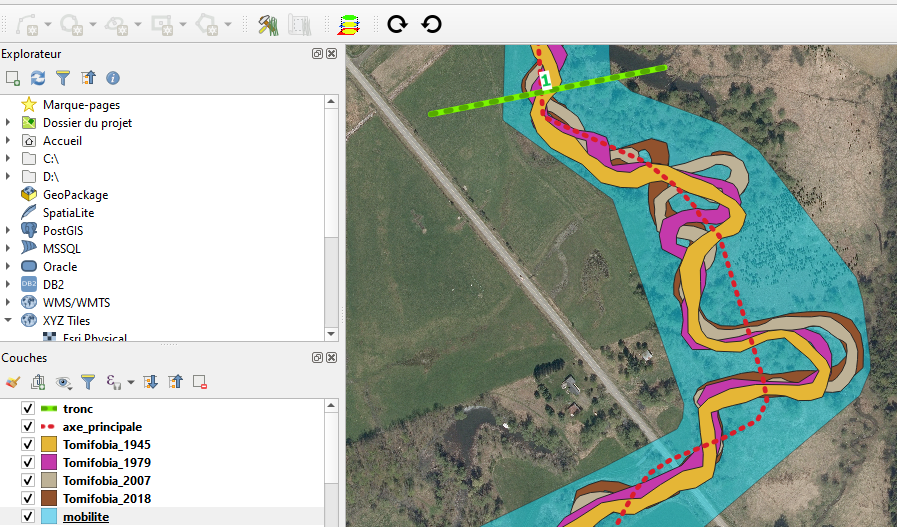 Explorateur
Marque-pages
Dossier du projet
Accueil
C:\
D:\
GeoPackage
SpatiaLite
PostGIS
MSSQL
Oracle
DB2
DB2
WMS/WMTS
XYZ Tiles
Esri Physical
Couches
tronc
axe_principale
Tomifobia_1945
Tomifobia_1979
Tomifobia_2007
Tomifobia_2018
mobilite
1